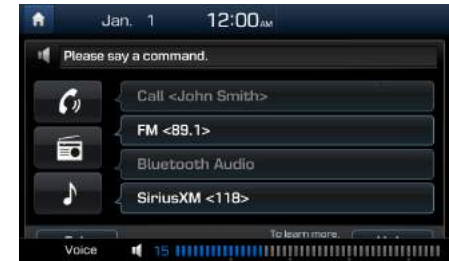 Jan. 1 12:00AM
Please say a command.
Call <John Smith>
FM <89.1>
Bluetooth Audio
SiriusXM <118>
To learn more,
Voice 15